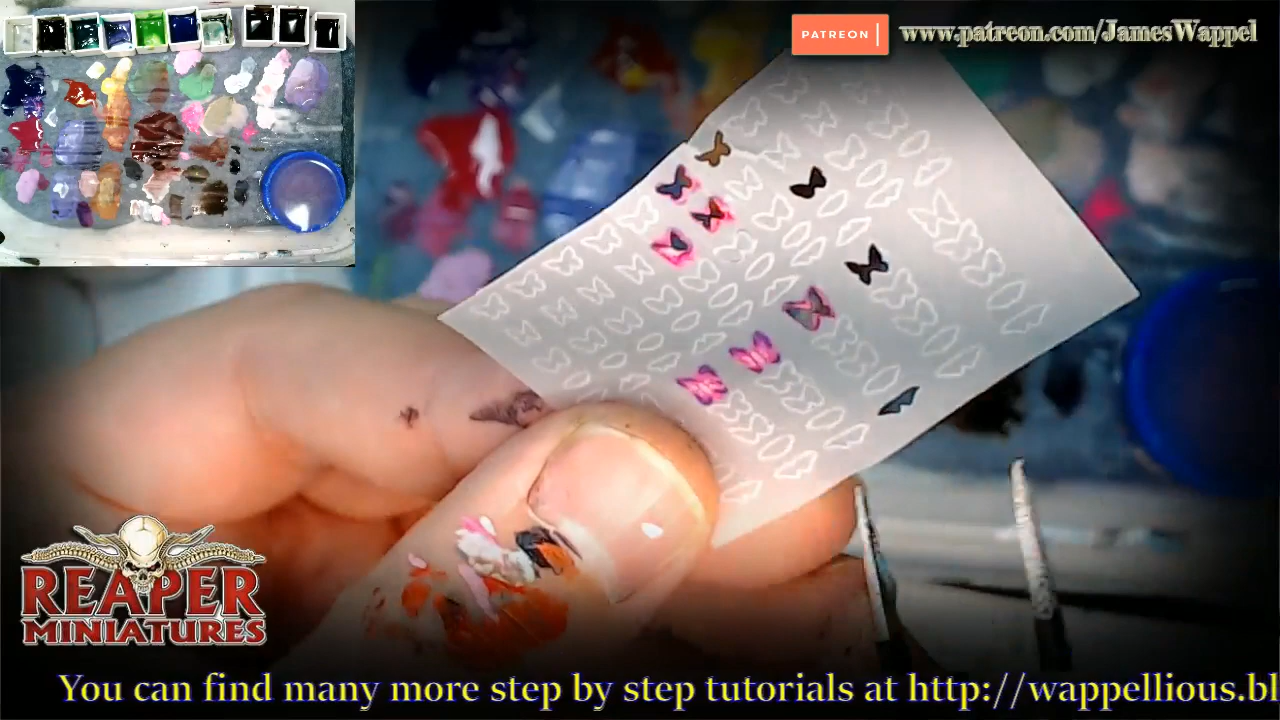 PATREON
www.patreon.com/JamesWappel
REAPER
MINIATURES
You can find many more step by step tutorials at http://wappellious.bl